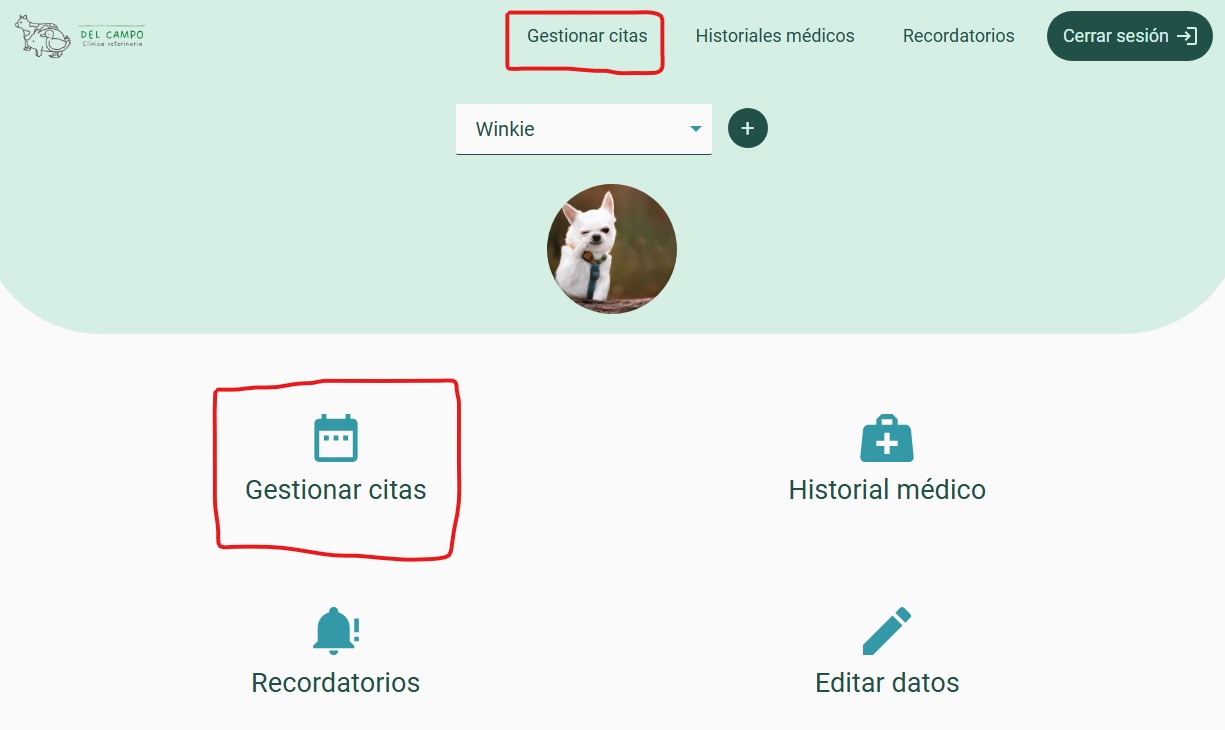 DEL CAMPO
Clínica veterinaria
Gestionar citas
Historiales médicos
Recordatorios
Cerrar sesión
Winkie
+
Gestionar citas
Historial médico
Recordatorios
Editar datos